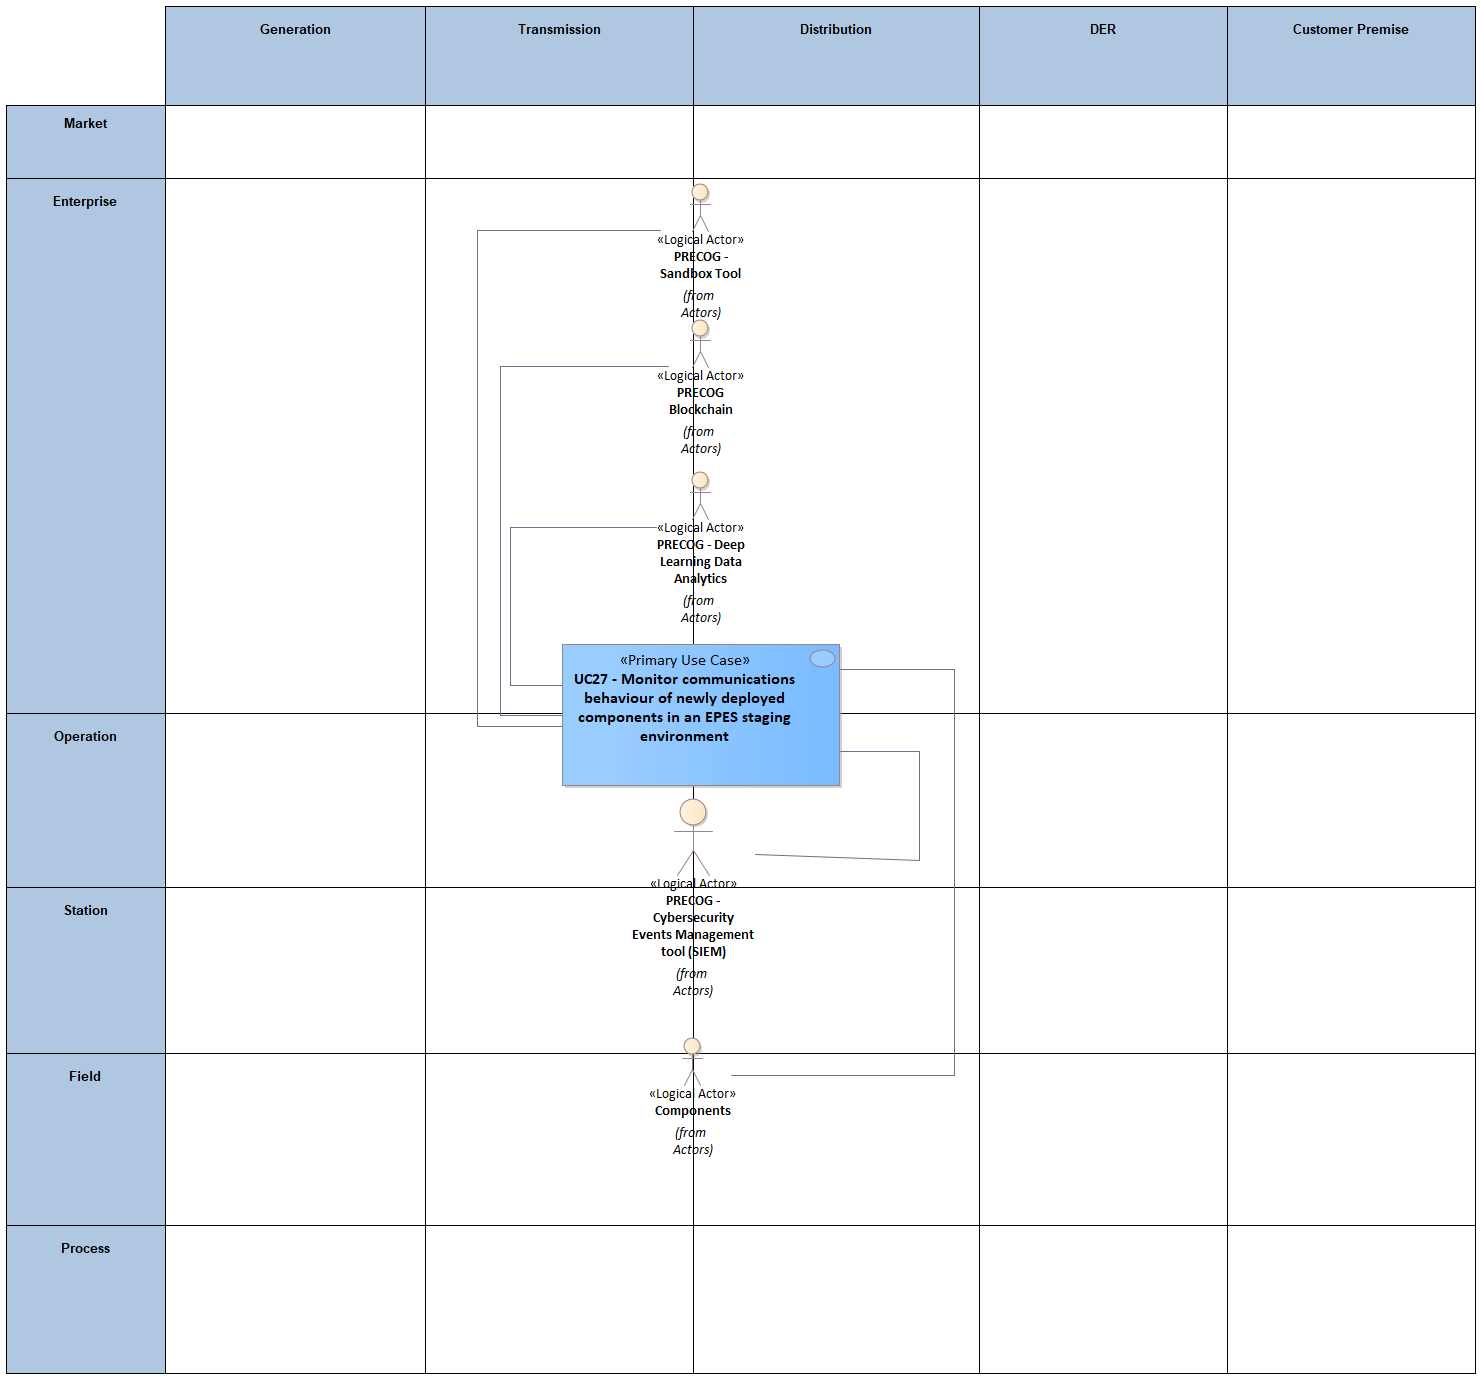 Generation
Transmission
Distribution
DER
Customer Premise
Market
Enterprise
«Logical Actor»
PRECOG -
Sandbox Tool
(from
Actors)
«Logical Actor»
PRECOG
Blockchain
(from
Actors)
«Logical Actor»
PRECOG - Deep
Learning Data
Analytics
(from
Actors)
«Primary Use Case»
UC27 - Monitor communications
behaviour of newly deployed
components in an EPES staging
environment
Operation
«Logical Actor»
PRECOG -
Cybersecurity
Events Management
tool (SIEM)
(from
Actors)
Station
Field
«Logical Actor»
Components
(from
Actors)
Process